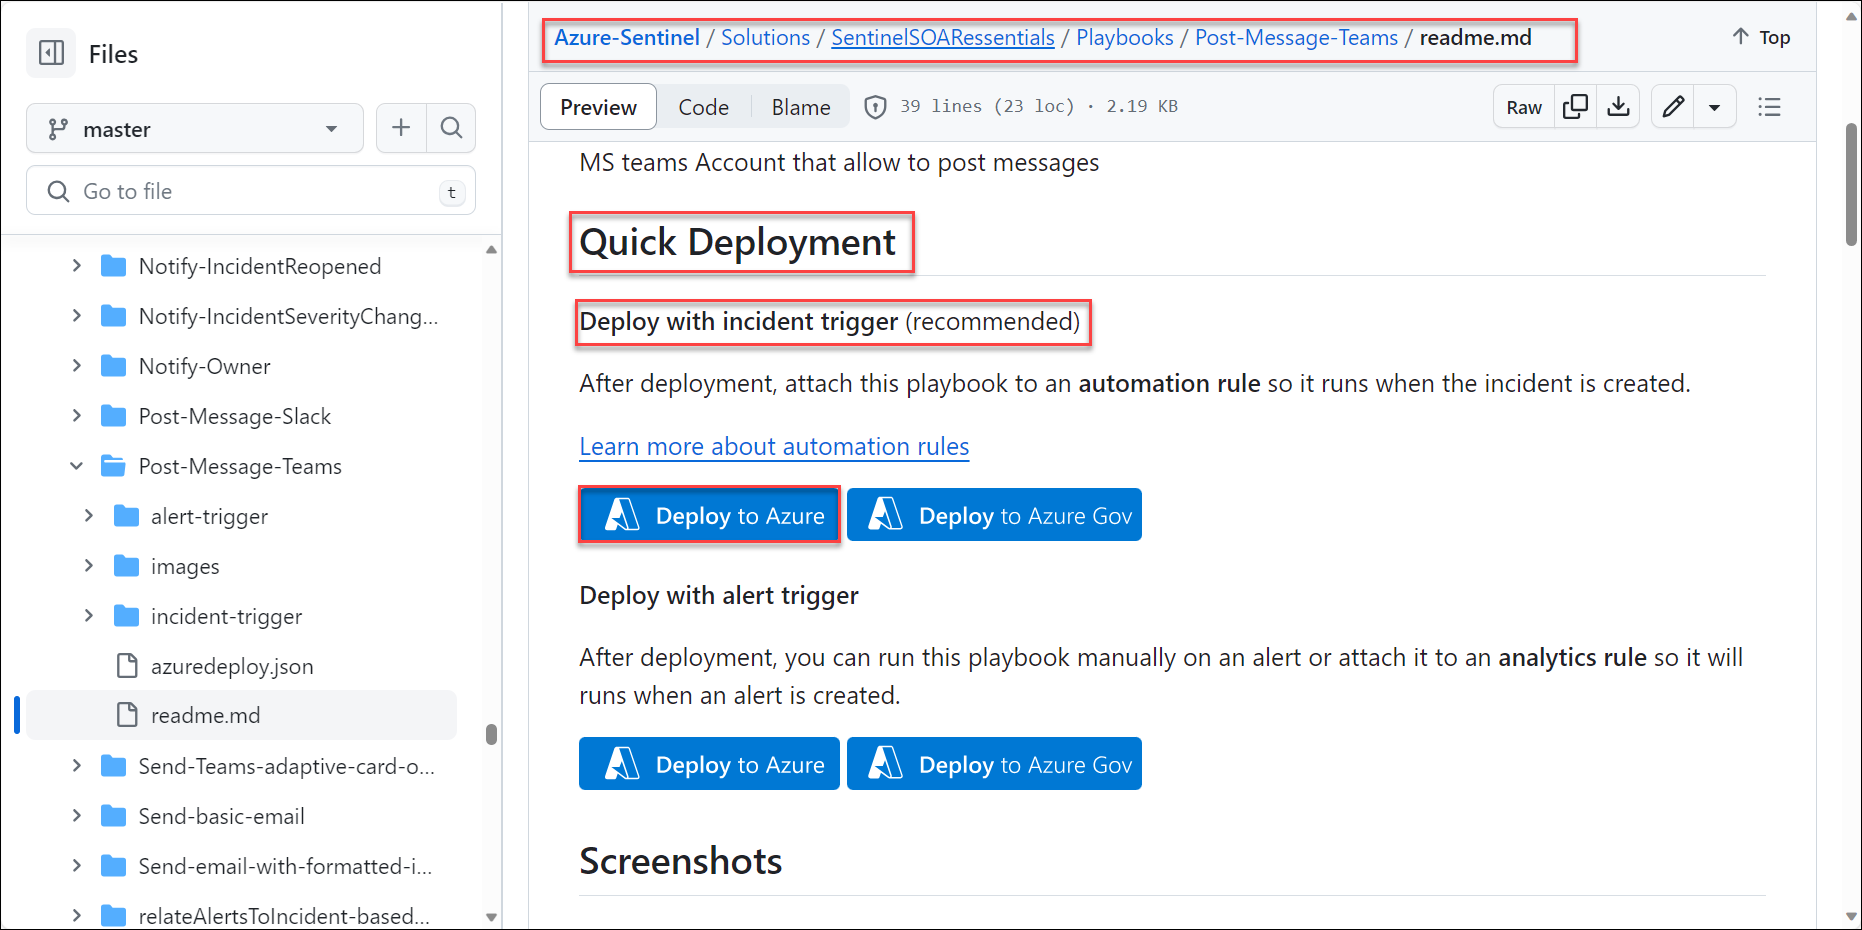 Files
master
Go to file
t
Notify-IncidentReopened
Notify-IncidentSeverityChang...
Notify-Owner
Post-Message-Slack
Post-Message-Teams
alert-trigger
images
incident-trigger
azuredeploy.json
readme.md
Send-Teams-adaptive-card-o...
Send-basic-email
Send-email-with-formatted-i...
relateAlertsToIncident-based...
Azure-Sentinel / Solutions / SentinelSOARessentials / Playbooks / Post-Message-Teams / readme.md
Top
Preview Code Blame 39 lines (23 loc) · 2.19 KB
Raw
MS teams Account that allow to post messages
Quick Deployment
Deploy with incident trigger (recommended)
After deployment, attach this playbook to an automation rule so it runs when the incident is created.
Learn more about automation rules
Deploy to Azure Deploy to Azure Gov
Deploy with alert trigger
After deployment, you can run this playbook manually on an alert or attach it to an analytics rule so it will
runs when an alert is created.
Deploy to Azure Deploy to Azure Gov
Screenshots